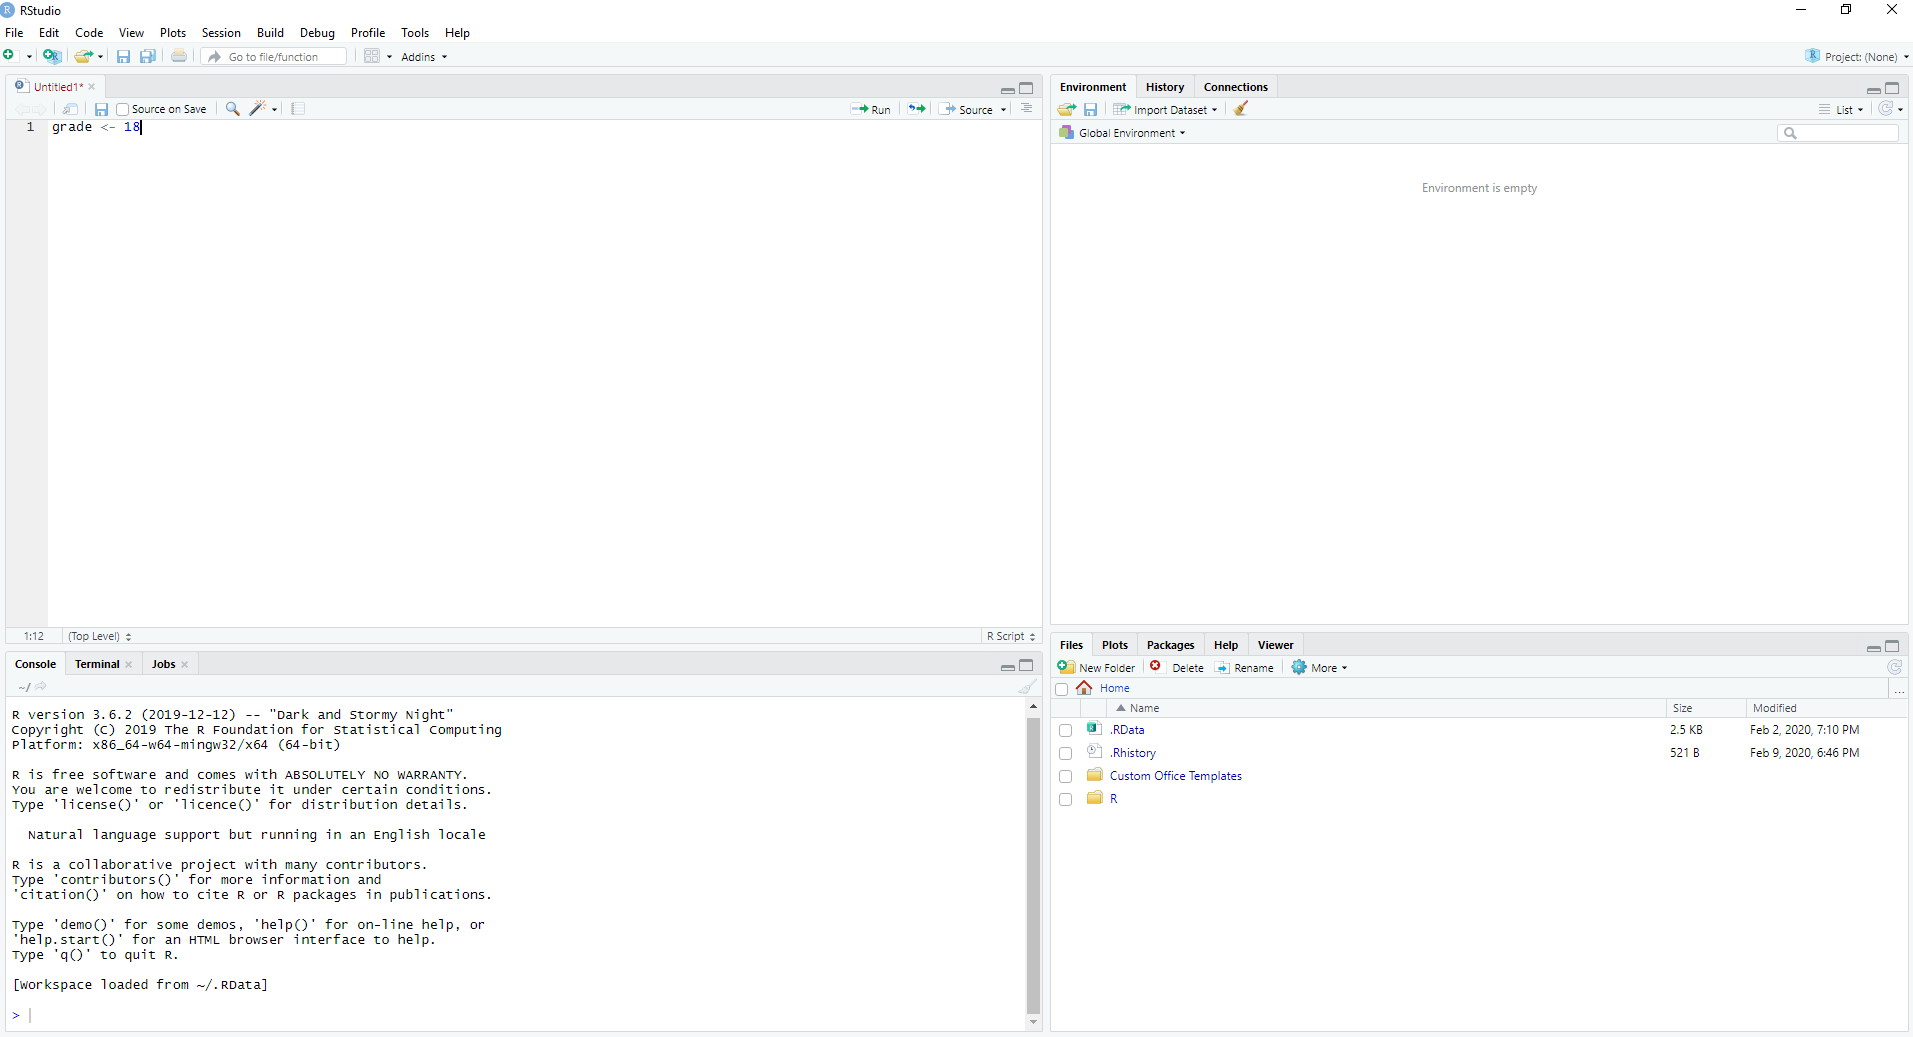 RStudio
File Edit Code View Plots Session Build Debug Profile Tools Help
Go to file/function Addins Project: (None)
Untitled1*
Source on Save Run Source
1 grade <- 18
1:12 (Top Level) R Script
Console Terminal Jobs
~/
R version 3.6.2 (2019-12-12) -- "Dark and Stormy Night"
Copyright (C) 2019 The R Foundation for Statistical Computing
Platform: x86_64-w64-mingw32/x64 (64-bit)
R is free software and comes with ABSOLUTELY NO WARRANTY.
You are welcome to redistribute it under certain conditions.
Type 'license()' or 'licence()' for distribution details.
Natural language support but running in an English locale
R is a collaborative project with many contributors.
Type 'contributors()' for more information and
'citation()' on how to cite R or R packages in publications.
Type 'demo()' for some demos, 'help()' for on-line help, or
'help.start()' for an HTML browser interface to help.
Type 'q()' to quit R.
[Workspace loaded from ~/.RData]
>
Environment History Connections
Import Dataset List
Global Environment
Environment is empty
Files Plots Packages Help Viewer
New Folder Delete Rename More
Home ...
Name Size Modified
.RData 2.5 KB Feb 2, 2020, 7:10 PM
.Rhistory 521 B Feb 9, 2020, 6:46 PM
Custom Office Templates
R